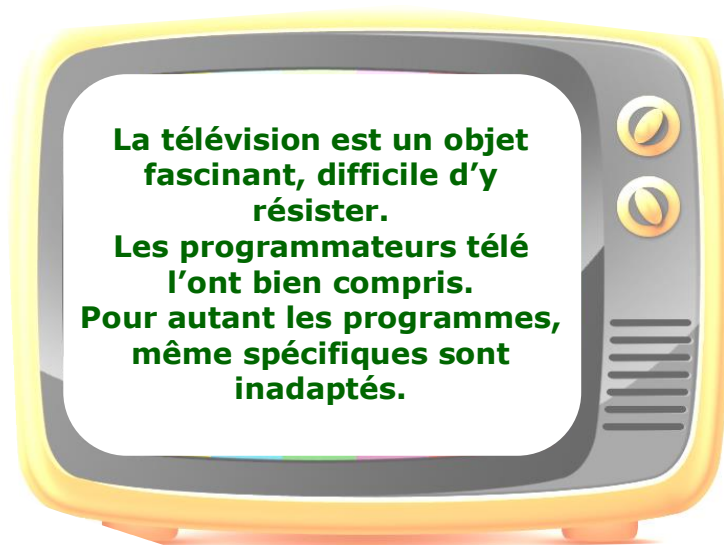 La télévision est un objet
fascinant, difficile d’y
résister.
Les programmateurs télé
l’ont bien compris.
Pour autant les programmes,
même spécifiques sont
inadaptés.